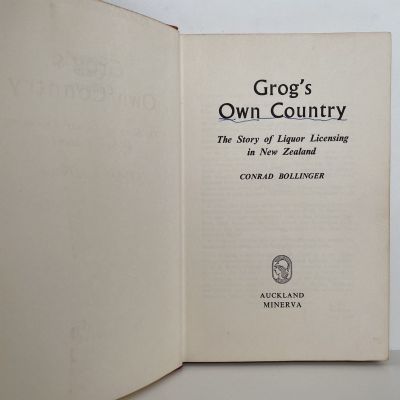 Grog's
Own Country
The Story of Liquor Licensing
in New Zealand
CONRAD BOLLINGER
AUCKLAND
MINERVA